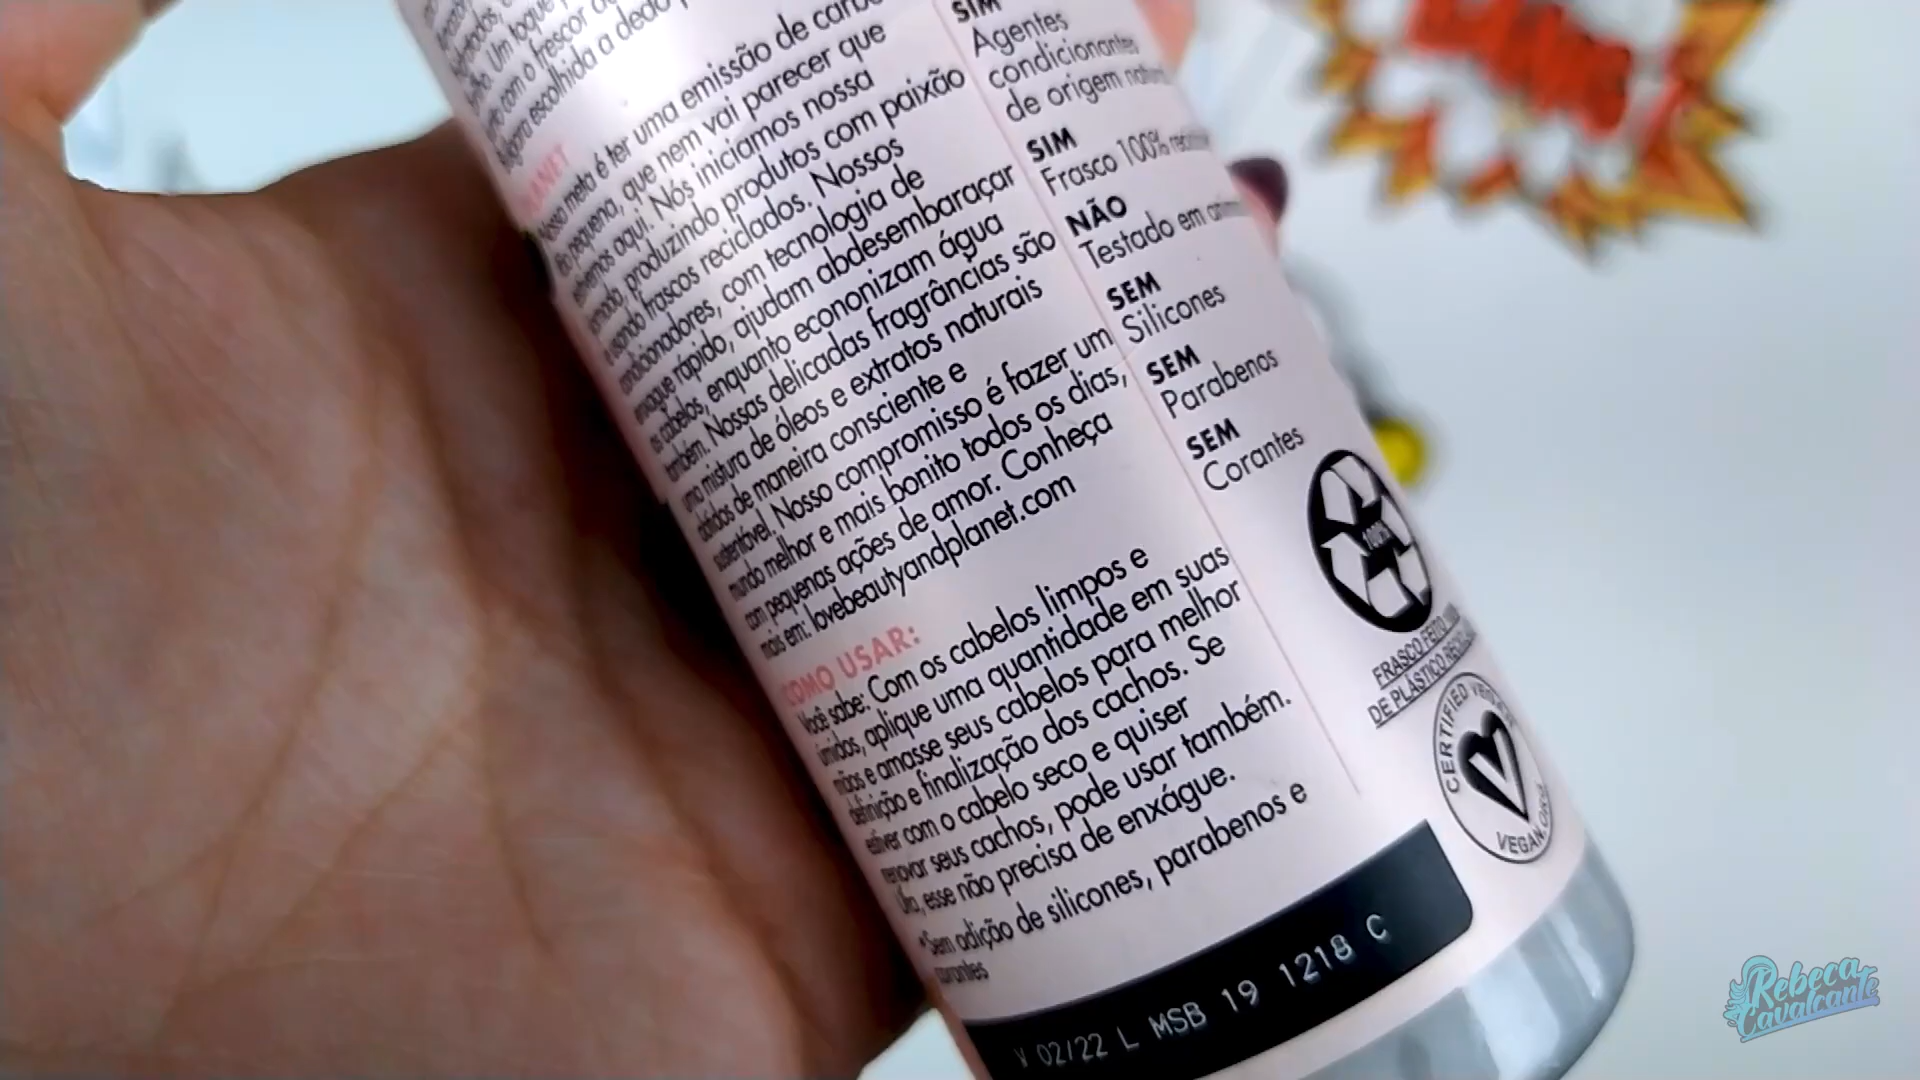 com o frescor
escolhida a dedo
PLANET
Nossa meta é ter uma emissão de
tão pequena, que nem vai parecer que
estivemos aqui. Nós iniciamos nossa
jornada, produzindo produtos com paixão
e usando frascos reciclados. Nossos
condicionadores, com tecnologia de
enxágue rápido, ajudam abdesembaraçar
os cabelos, enquanto econonizam água
também. Nossas delicadas fragrâncias são
uma mistura de óleos e extratos naturais
obtidos de maneira consciente e
sustentável. Nosso compromisso é fazer um
mundo melhor e mais bonito todos os dias,
com pequenas ações de amor. Conheça
mais em: lovebeautyandplanet.com
COMO USAR:
Você sabe: Com os cabelos limpos e
úmidos, aplique uma quantidade em suas
mãos e amasse seus cabelos para melhor
definição e finalização dos cachos. Se
estiver com o cabelo seco e quiser
renovar seus cachos, pode usar também.
Ufa, esse não precisa de enxágue.
*Sem adição de silicones, parabenos e
corantes
SIM
Agentes
condicionantes
de origem
SIM
Frasco 100%
NÃO
Testado em
SEM
Silicones
SEM
Parabenos
SEM
Corantes
100%
FRASCO FEITO
DE PLÁSTICO
CERTIFIED
VEGAN.ORG
V 02/22 L MSB 19 1218 C
Rebeca
Cavalcante